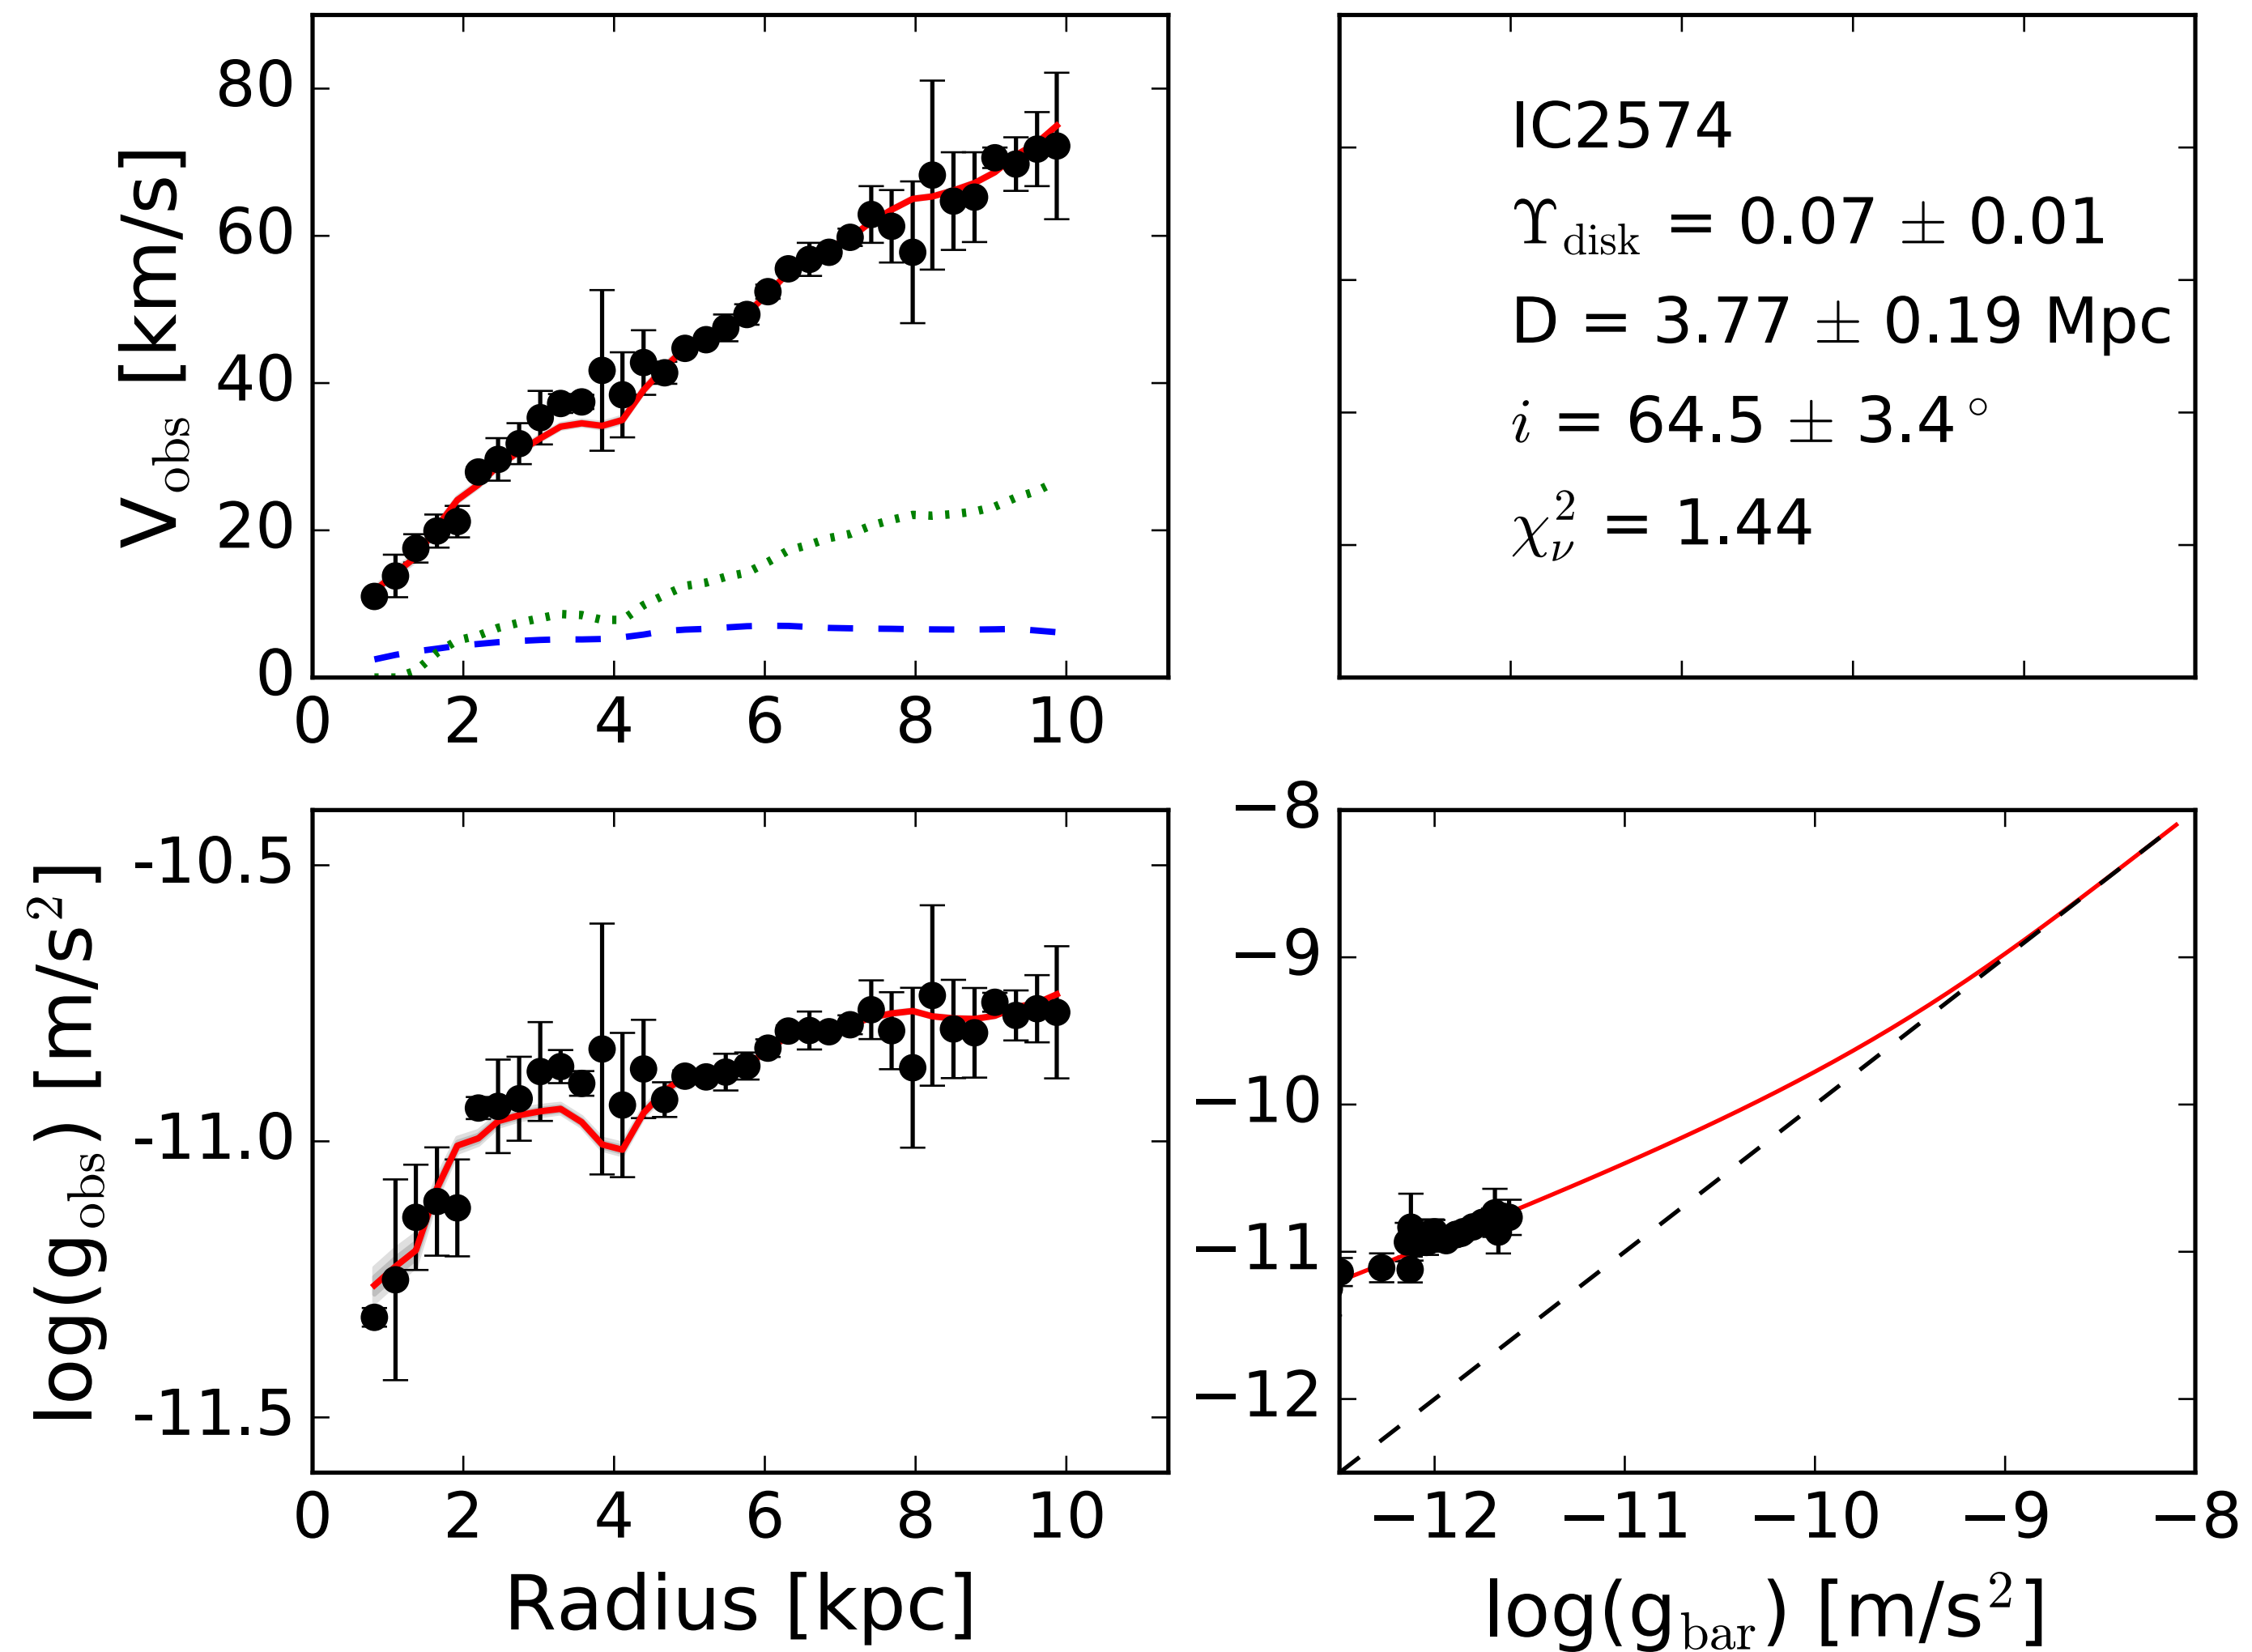 V_obs [km/s]
80
60
40
20
0
0 2 4 6 8 10
IC2574
ϒ_disk = 0.07 ± 0.01
D = 3.77 ± 0.19 Mpc
i = 64.5 ± 3.4°
χ²_ν = 1.44
log(g_obs) [m/s²]
-10.5
-11.0
-11.5
0 2 4 6 8 10
Radius [kpc]
−8
−9
−10
−11
−12
−12 −11 −10 −9 −8
log(g_bar) [m/s²]